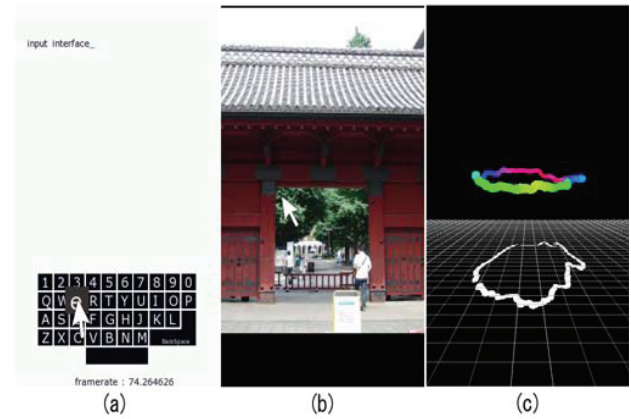 input interface_
1 2 3 4 5 6 7 8 9 0
Q W e R T Y U I O P
A S F G H J K L
Z X C V B N M BackSpace
framerate : 74.264626
(a) (b) (c)